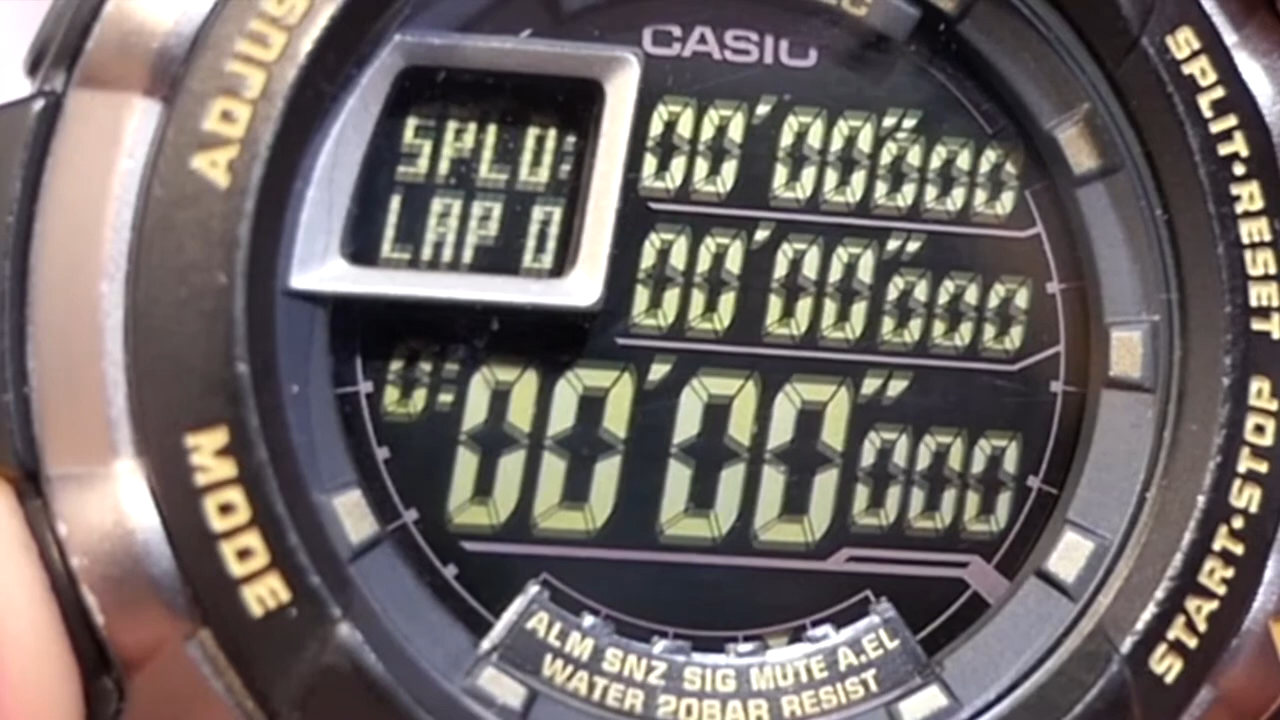 CASIO
ADJUS
SPL0:
LAP 0
00'00"000
00'00"000
0:00'00"000
MODE
SPLIT·RESET
START·STOP
ALM SNZ SIG MUTE A.EL
WATER 20BAR RESIST